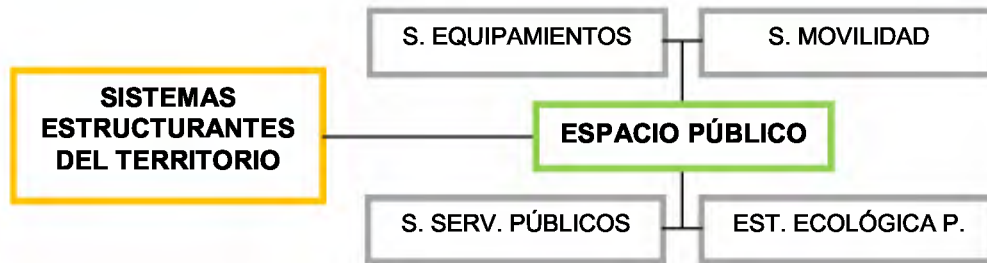 S. EQUIPAMIENTOS
S. MOVILIDAD
SISTEMAS
ESTRUCTURANTES
DEL TERRITORIO
ESPACIO PÚBLICO
S. SERV. PÚBLICOS
EST. ECOLÓGICA P.